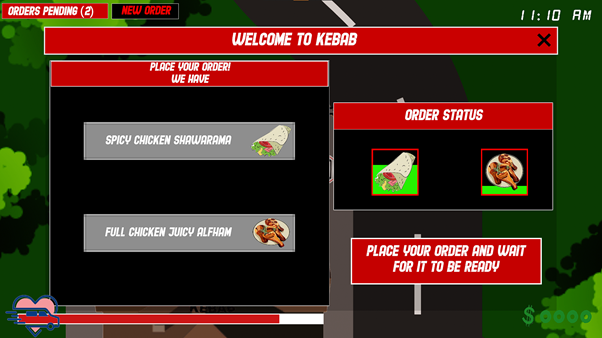 ORDERS PENDING (2)
NEW ORDER
11:10 AM
WELCOME TO KEBAB
PLACE YOUR ORDER!
WE HAVE
SPICY CHICKEN SHAWARAMA
FULL CHICKEN JUICY ALFHAM
ORDER STATUS
PLACE YOUR ORDER AND WAIT
FOR IT TO BE READY